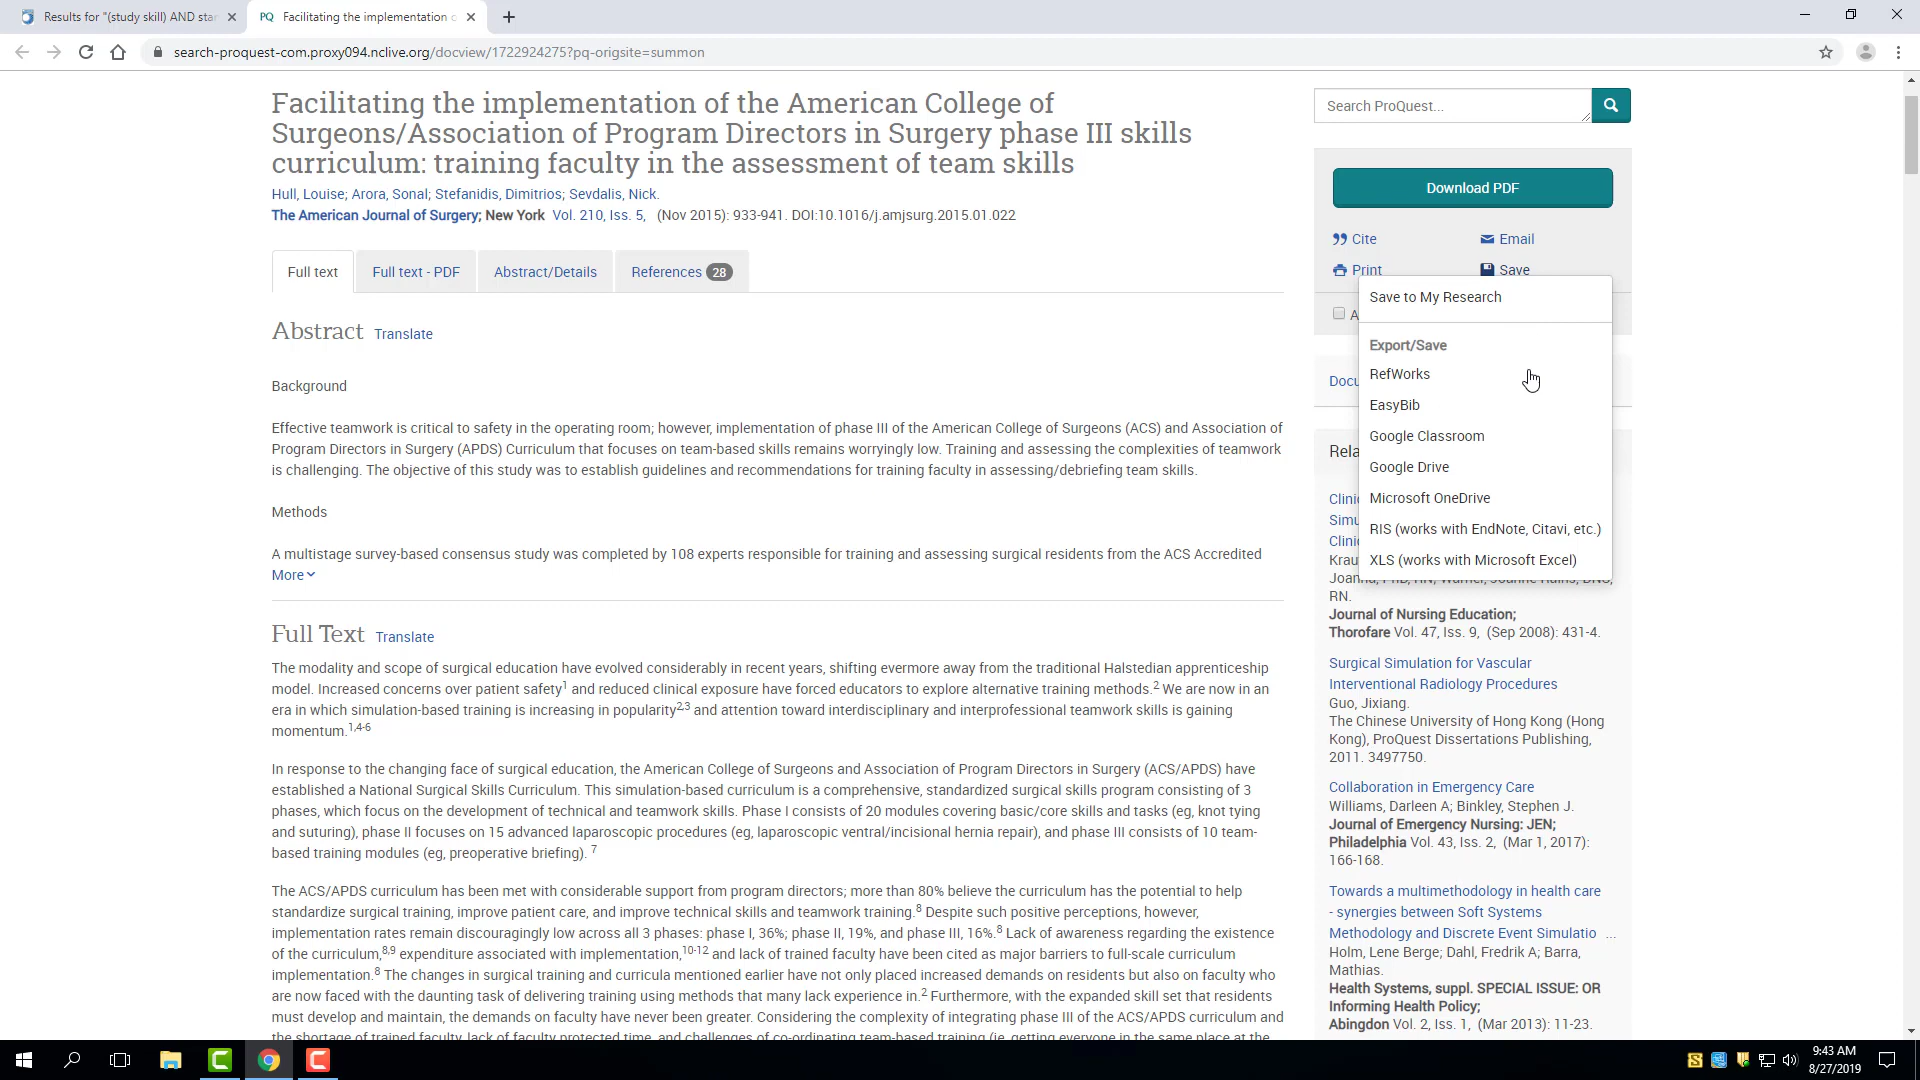 Results for "(study skill) AND star
PQ Facilitating the implementation o
search-proquest-com.proxy094.nclive.org/docview/1722924275?pq-origsite=summon
Facilitating the implementation of the American College of
Surgeons/Association of Program Directors in Surgery phase III skills
curriculum: training faculty in the assessment of team skills
Hull, Louise; Arora, Sonal; Stefanidis, Dimitrios; Sevdalis, Nick.
The American Journal of Surgery; New York Vol. 210, Iss. 5, (Nov 2015): 933-941. DOI:10.1016/j.amjsurg.2015.01.022
Full text
Full text - PDF
Abstract/Details
References 28
Abstract Translate
Background
Effective teamwork is critical to safety in the operating room; however, implementation of phase III of the American College of Surgeons (ACS) and Association of
Program Directors in Surgery (APDS) Curriculum that focuses on team-based skills remains worryingly low. Training and assessing the complexities of teamwork
is challenging. The objective of this study was to establish guidelines and recommendations for training faculty in assessing/debriefing team skills.
Methods
A multistage survey-based consensus study was completed by 108 experts responsible for training and assessing surgical residents from the ACS Accredited
More
Full Text Translate
The modality and scope of surgical education have evolved considerably in recent years, shifting evermore away from the traditional Halstedian apprenticeship
model. Increased concerns over patient safety1 and reduced clinical exposure have forced educators to explore alternative training methods.2 We are now in an
era in which simulation-based training is increasing in popularity2,3 and attention toward interdisciplinary and interprofessional teamwork skills is gaining
momentum.1,4-6
In response to the changing face of surgical education, the American College of Surgeons and Association of Program Directors in Surgery (ACS/APDS) have
established a National Surgical Skills Curriculum. This simulation-based curriculum is a comprehensive, standardized surgical skills program consisting of 3
phases, which focus on the development of technical and teamwork skills. Phase I consists of 20 modules covering basic/core skills and tasks (eg, knot tying
and suturing), phase II focuses on 15 advanced laparoscopic procedures (eg, laparoscopic ventral/incisional hernia repair), and phase III consists of 10 team-
based training modules (eg, preoperative briefing). 7
The ACS/APDS curriculum has been met with considerable support from program directors; more than 80% believe the curriculum has the potential to help
standardize surgical training, improve patient care, and improve technical skills and teamwork training.8 Despite such positive perceptions, however,
implementation rates remain discouragingly low across all 3 phases: phase I, 36%; phase II, 19%, and phase III, 16%.8 Lack of awareness regarding the existence
of the curriculum,8,9 expenditure associated with implementation,10-12 and lack of trained faculty have been cited as major barriers to full-scale curriculum
implementation.8 The changes in surgical training and curricula mentioned earlier have not only placed increased demands on residents but also on faculty who
are now faced with the daunting task of delivering training using methods that many lack experience in.2 Furthermore, with the expanded skill set that residents
must develop and maintain, the demands on faculty have never been greater. Considering the complexity of integrating phase III of the ACS/APDS curriculum and
the shortage of trained faculty, lack of faculty protected time, and challenges of co-ordinating team-based training (ie, getting everyone in the same place at the
Search ProQuest...
Download PDF
Cite
Email
Print
Save
A
Save to My Research
Export/Save
RefWorks
EasyBib
Google Classroom
Google Drive
Microsoft OneDrive
RIS (works with EndNote, Citavi, etc.)
XLS (works with Microsoft Excel)
Docu
Rela
Clinic
Simu
Clinic
Krau
RN.
Journal of Nursing Education;
Thorofare Vol. 47, Iss. 9, (Sep 2008): 431-4.
Surgical Simulation for Vascular
Interventional Radiology Procedures
Guo, Jixiang.
The Chinese University of Hong Kong (Hong
Kong), ProQuest Dissertations Publishing,
2011. 3497750.
Collaboration in Emergency Care
Williams, Darleen A; Binkley, Stephen J.
Journal of Emergency Nursing: JEN;
Philadelphia Vol. 43, Iss. 2, (Mar 1, 2017):
166-168.
Towards a multimethodology in health care
- synergies between Soft Systems
Methodology and Discrete Event Simulatio ...
Holm, Lene Berge; Dahl, Fredrik A; Barra,
Mathias.
Health Systems, suppl. SPECIAL ISSUE: OR
Informing Health Policy;
Abingdon Vol. 2, Iss. 1, (Mar 2013): 11-23.
9:43 AM
8/27/2019